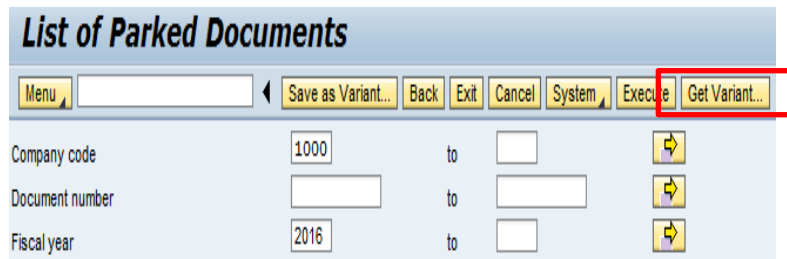 List of Parked Documents
Menu Save as Variant... Back Exit Cancel System Execute Get Variant...
Company code 1000 to
Document number to
Fiscal year 2016 to